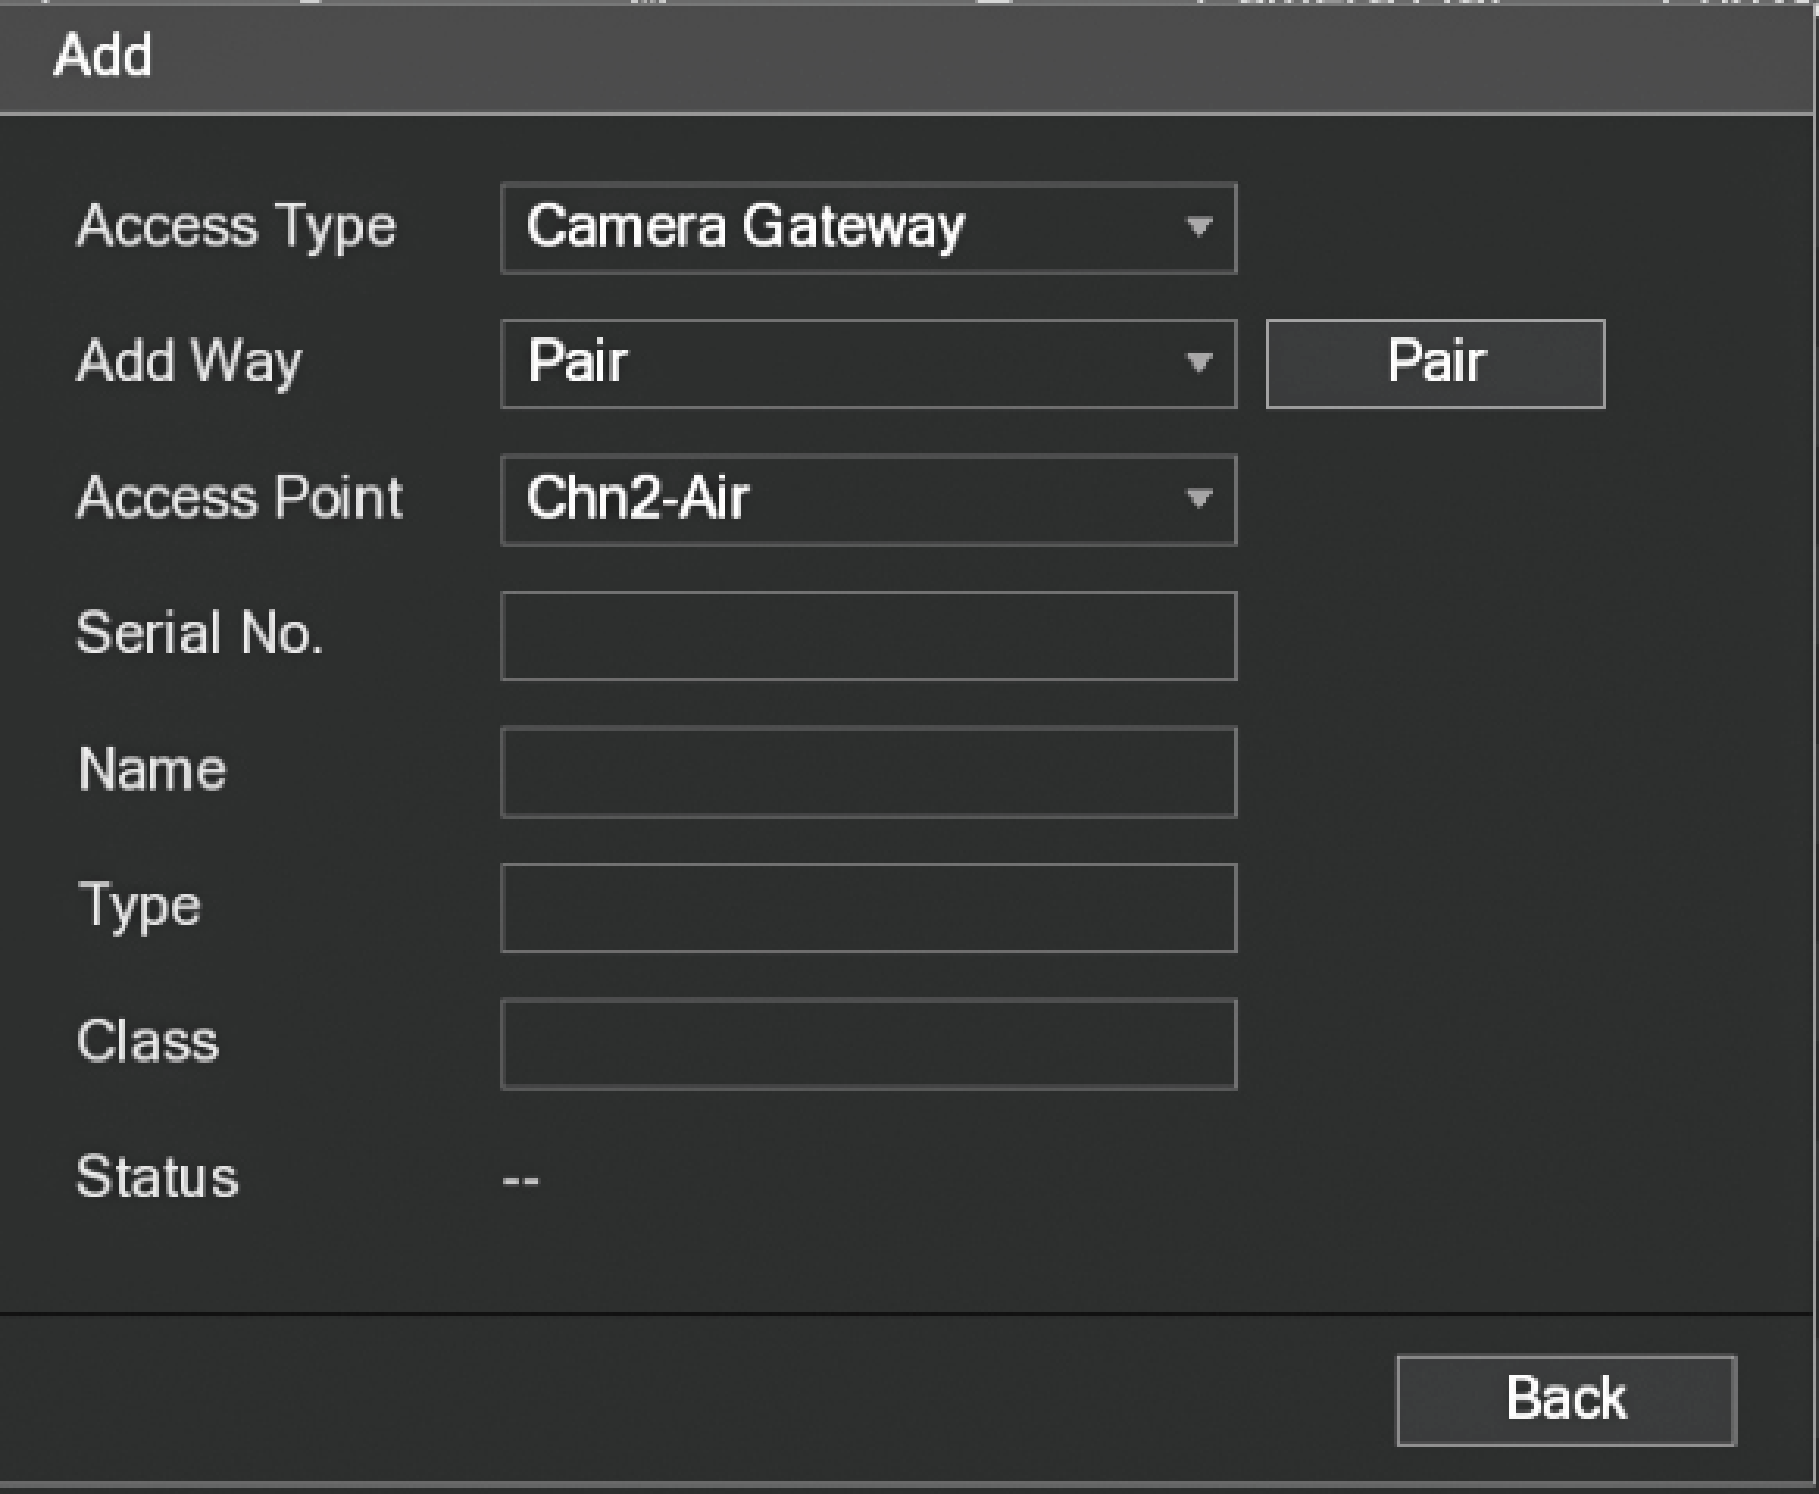 Add
Access Type Camera Gateway
Add Way Pair Pair
Access Point Chn2-Air
Serial No.
Name
Type
Class
Status --
Back